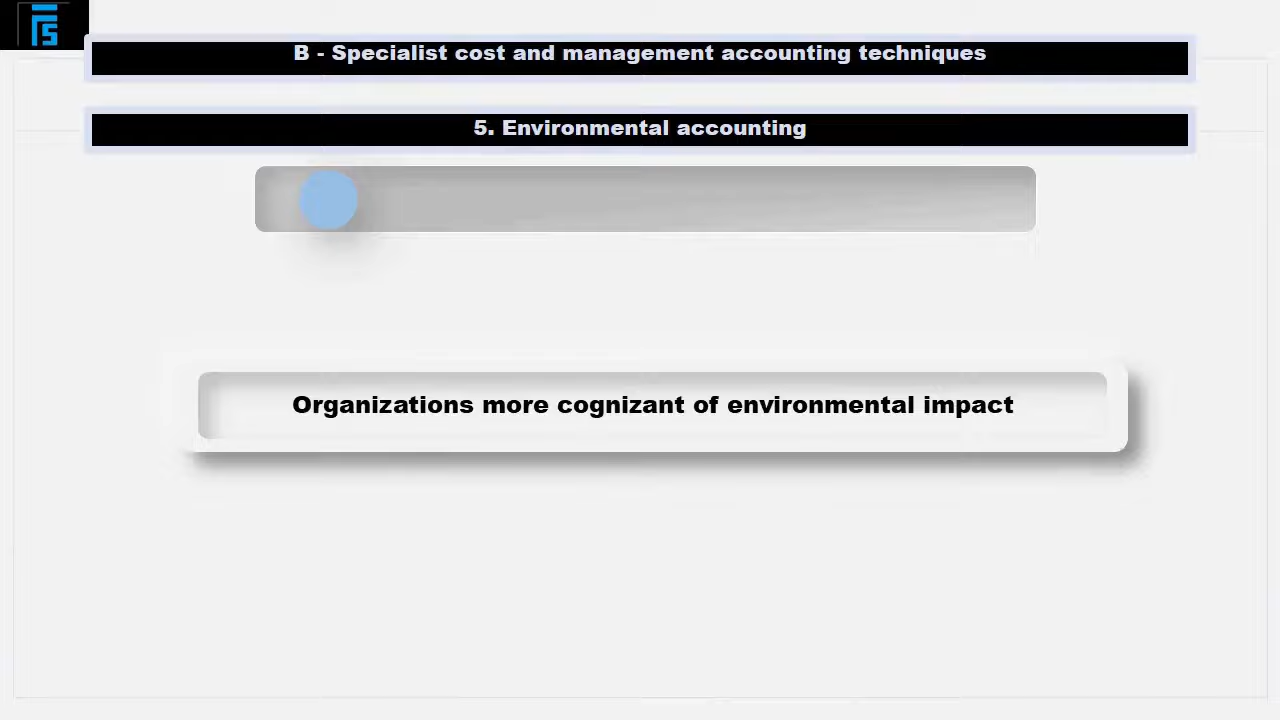 B - Specialist cost and management accounting techniques
5. Environmental accounting
Organizations more cognizant of environmental impact